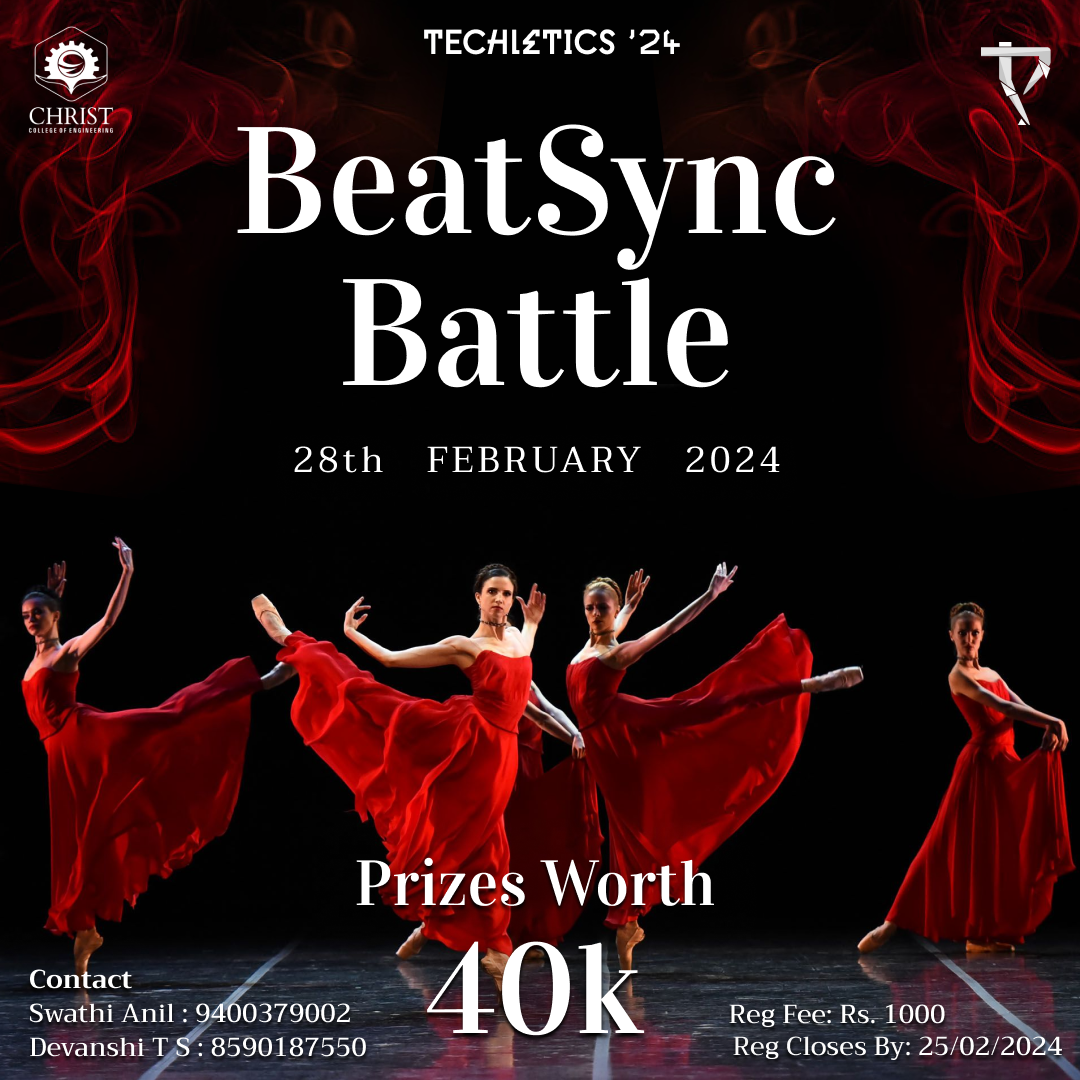 TECHLETICS '24
CHRIST
COLLEGE OF ENGINEERING
BeatSync
Battle
28th FEBRUARY 2024
Prizes Worth
40k
Contact
Swathi Anil : 9400379002
Devanshi T S : 8590187550
Reg Fee: Rs. 1000
Reg Closes By: 25/02/2024